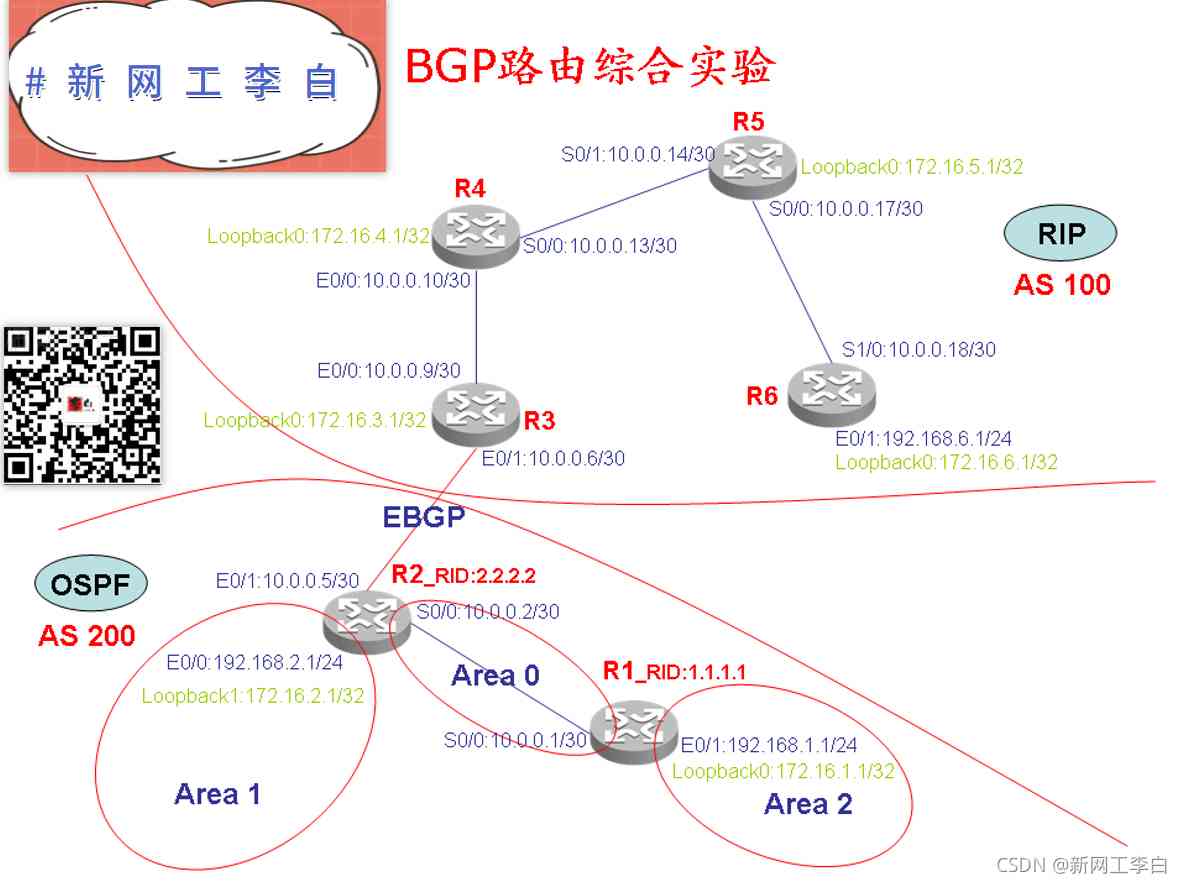 # 新 网 工 李 白
BGP路由综合实验
R5
S0/1:10.0.0.14/30
Loopback0:172.16.5.1/32
R4
S0/0:10.0.0.17/30
Loopback0:172.16.4.1/32
S0/0:10.0.0.13/30
RIP
AS 100
E0/0:10.0.0.10/30
S1/0:10.0.0.18/30
E0/0:10.0.0.9/30
R6
Loopback0:172.16.3.1/32
R3
E0/1:192.168.6.1/24
E0/1:10.0.0.6/30
Loopback0:172.16.6.1/32
EBGP
OSPF
AS 200
E0/1:10.0.0.5/30
R2_RID:2.2.2.2
S0/0:10.0.0.2/30
E0/0:192.168.2.1/24
Loopback1:172.16.2.1/32
Area 0
R1_RID:1.1.1.1
S0/0:10.0.0.1/30
E0/1:192.168.1.1/24
Loopback0:172.16.1.1/32
Area 1
Area 2
CSDN @新网工李白